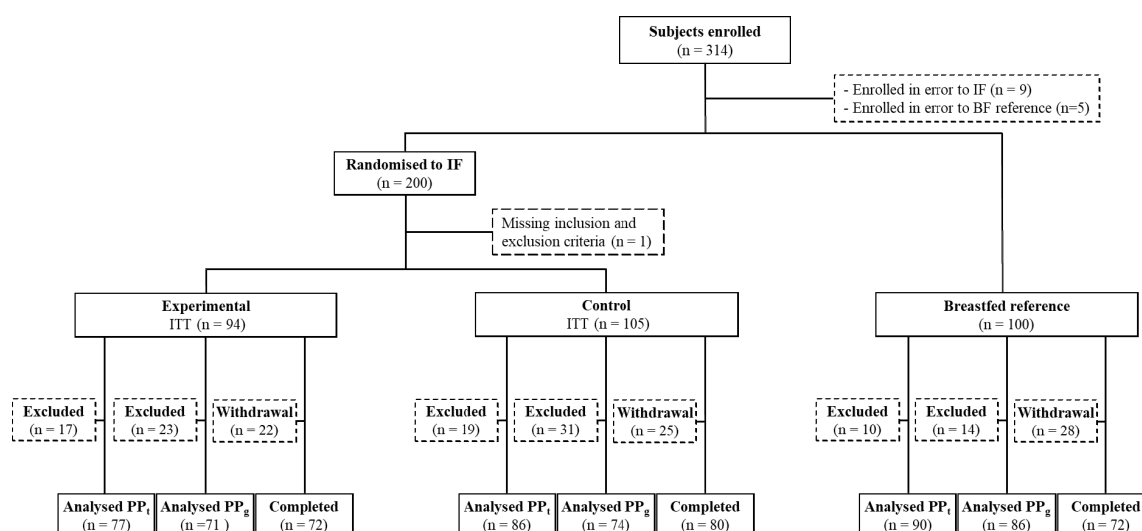 Subjects enrolled
(n = 314)
- Enrolled in error to IF (n = 9)
- Enrolled in error to BF reference (n=5)
Randomised to IF
(n = 200)
Missing inclusion and
exclusion criteria (n = 1)
Experimental
ITT (n = 94)
Control
ITT (n = 105)
Breastfed reference
(n = 100)
Excluded
(n = 17)
Excluded
(n = 23)
Withdrawal
(n = 22)
Excluded
(n = 19)
Excluded
(n = 31)
Withdrawal
(n = 25)
Excluded
(n = 10)
Excluded
(n = 14)
Withdrawal
(n = 28)
Analysed PPt
(n = 77)
Analysed PPg
(n =71 )
Completed
(n = 72)
Analysed PPt
(n = 86)
Analysed PPg
(n = 74)
Completed
(n = 80)
Analysed PPt
(n = 90)
Analysed PPg
(n = 86)
Completed
(n = 72)